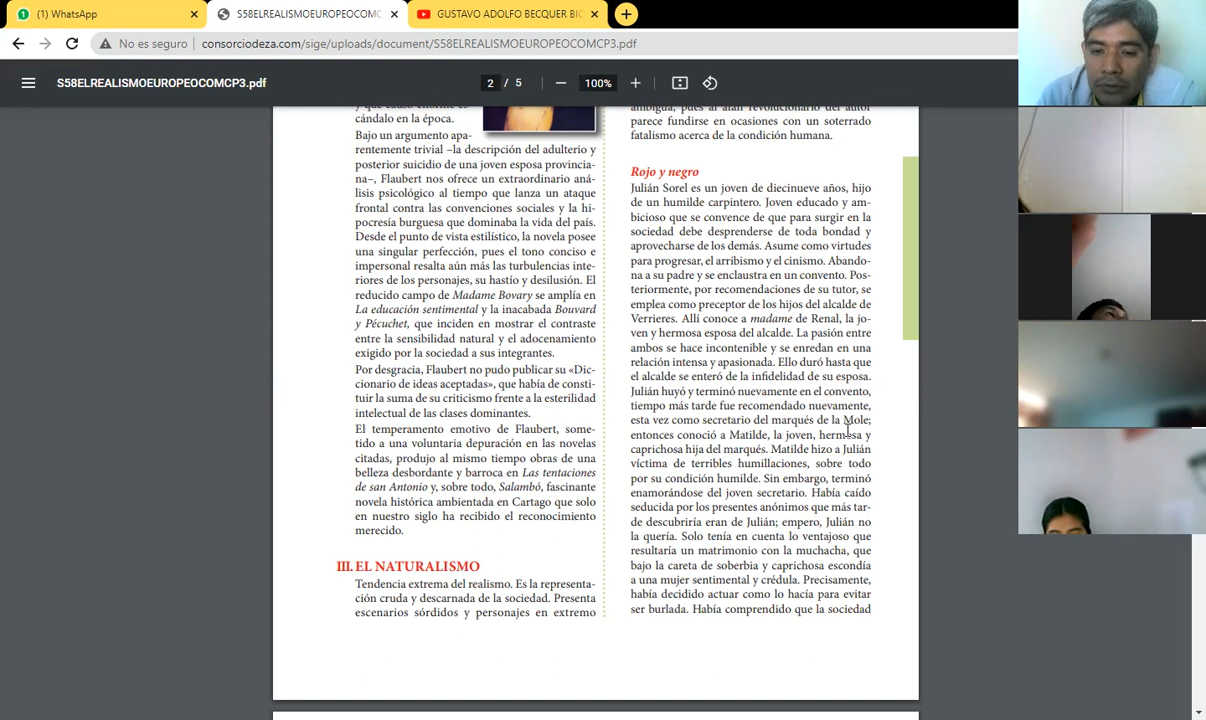 (1) WhatsApp
S58ELREALISMOEUROPEOCOMC
GUSTAVO ADOLFO BECQUER BIO
No es seguro
consorciodeza.com/sige/uploads/document/S58ELREALISMOEUROPEOCOMCP3.pdf
S58ELREALISMOEUROPEOCOMCP3.pdf
2 / 5
100%
y que causó enorme es-
cándalo en la época.
Bajo un argumento apa-
rentemente trivial –la descripción del adulterio y
posterior suicidio de una joven esposa provincia-
na–, Flaubert nos ofrece un extraordinario aná-
lisis psicológico al tiempo que lanza un ataque
frontal contra las convenciones sociales y la hi-
pocresía burguesa que dominaba la vida del país.
Desde el punto de vista estilístico, la novela posee
una singular perfección, pues el tono conciso e
impersonal resalta aún más las turbulencias inte-
riores de los personajes, su hastío y desilusión. El
reducido campo de Madame Bovary se amplía en
La educación sentimental y la inacabada Bouvard
y Pécuchet, que inciden en mostrar el contraste
entre la sensibilidad natural y el adocenamiento
exigido por la sociedad a sus integrantes.
Por desgracia, Flaubert no pudo publicar su «Dic-
cionario de ideas aceptadas», que había de consti-
tuir la suma de su criticismo frente a la esterilidad
intelectual de las clases dominantes.
El temperamento emotivo de Flaubert, some-
tido a una voluntaria depuración en las novelas
citadas, produjo al mismo tiempo obras de una
belleza desbordante y barroca en Las tentaciones
de san Antonio y, sobre todo, Salambó, fascinante
novela histórica ambientada en Cartago que solo
en nuestro siglo ha recibido el reconocimiento
merecido.
III. EL NATURALISMO
Tendencia extrema del realismo. Es la representa-
ción cruda y descarnada de la sociedad. Presenta
escenarios sórdidos y personajes en extremo
ambigua, pues al afán revolucionario del autor
parece fundirse en ocasiones con un soterrado
fatalismo acerca de la condición humana.
Rojo y negro
Julián Sorel es un joven de diecinueve años, hijo
de un humilde carpintero. Joven educado y am-
bicioso que se convence de que para surgir en la
sociedad debe desprenderse de toda bondad y
aprovecharse de los demás. Asume como virtudes
para progresar, el arribismo y el cinismo. Abando-
na a su padre y se enclaustra en un convento. Pos-
teriormente, por recomendaciones de su tutor, se
emplea como preceptor de los hijos del alcalde de
Verrieres. Allí conoce a madame de Renal, la jo-
ven y hermosa esposa del alcalde. La pasión entre
ambos se hace incontenible y se enredan en una
relación intensa y apasionada. Ello duró hasta que
el alcalde se enteró de la infidelidad de su esposa.
Julián huyó y terminó nuevamente en el convento,
tiempo más tarde fue recomendado nuevamente,
esta vez como secretario del marqués de la Mole;
entonces conoció a Matilde, la joven, hermosa y
caprichosa hija del marqués. Matilde hizo a Julián
víctima de terribles humillaciones, sobre todo
por su condición humilde. Sin embargo, terminó
enamorándose del joven secretario. Había caído
seducida por los presentes anónimos que más tar-
de descubriría eran de Julián; empero, Julián no
la quería. Solo tenía en cuenta lo ventajoso que
resultaría un matrimonio con la muchacha, que
bajo la careta de soberbia y caprichosa escondía
a una mujer sentimental y crédula. Precisamente,
había decidido actuar como lo hacía para evitar
ser burlada. Había comprendido que la sociedad